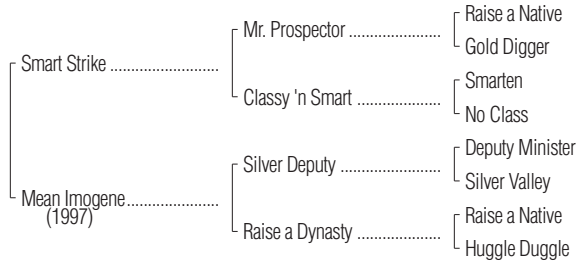 Raise a Native
Mr. Prospector ....................
Gold Digger
Smart Strike .......................
Smarten
Classy 'n Smart ..................
No Class
Deputy Minister
Silver Deputy .....................
Silver Valley
Mean Imogene...................
(1997)
Raise a Native
Raise a Dynasty ..................
Huggle Duggle